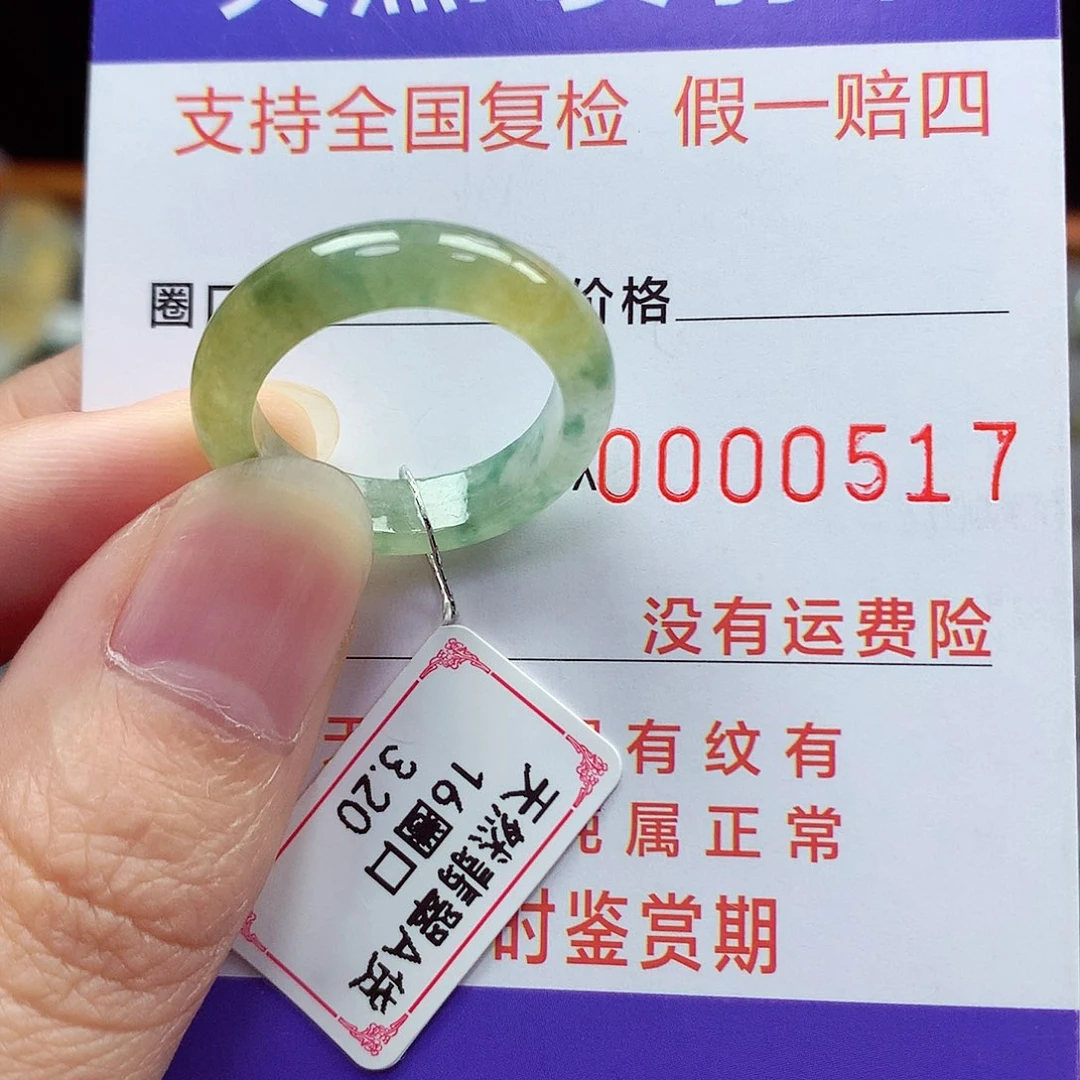 支持全国复检 假一赔四
圈口 价格
0000517
没有运费险
有纹有
属正常
时鉴赏期
天然翡翠A货
16圈口
3.20